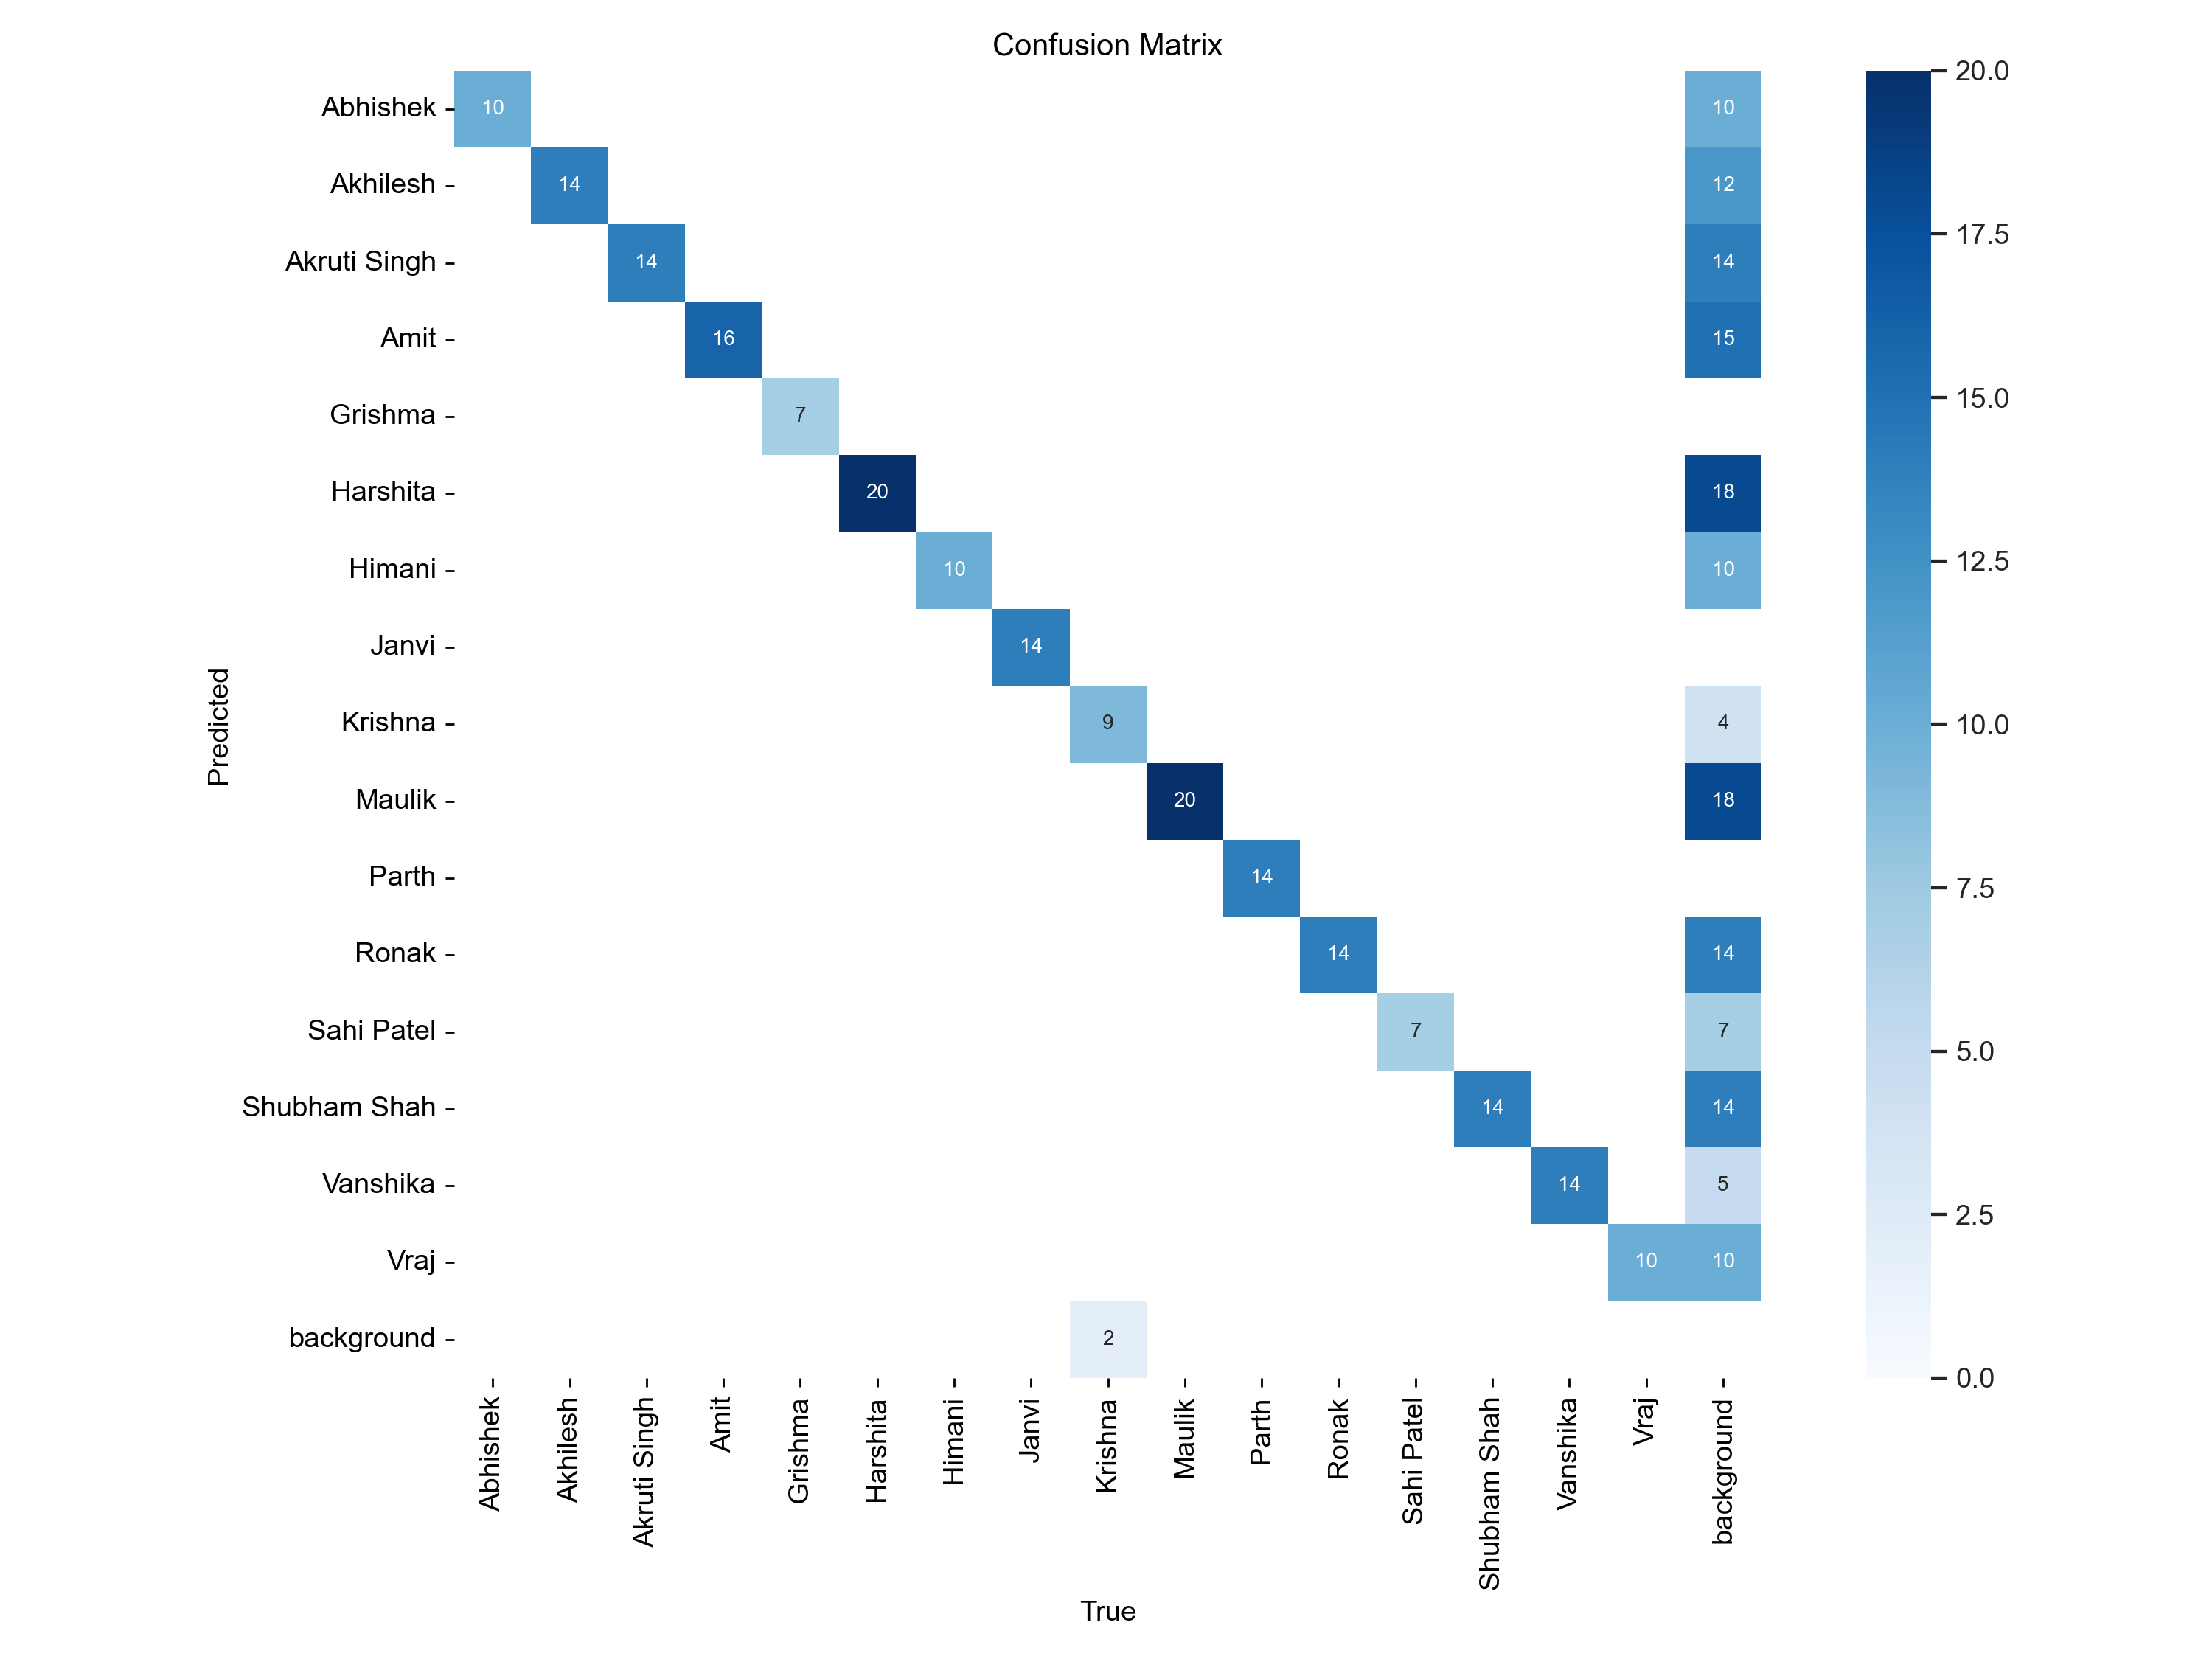 Confusion Matrix
Abhishek 10 10
Akhilesh 14 12
Akruti Singh 14 14
Amit 16 15
Grishma 7
Harshita 20 18
Himani 10 10
Janvi 14
Krishna 9 4
Maulik 20 18
Parth 14
Ronak 14 14
Sahi Patel 7 7
Shubham Shah 14 14
Vanshika 14 5
Vraj 10 10
background 2
Predicted
Abhishek
Akhilesh
Akruti Singh
Amit
Grishma
Harshita
Himani
Janvi
Krishna
Maulik
Parth
Ronak
Sahi Patel
Shubham Shah
Vanshika
Vraj
background
True
20.0
17.5
15.0
12.5
10.0
7.5
5.0
2.5
0.0